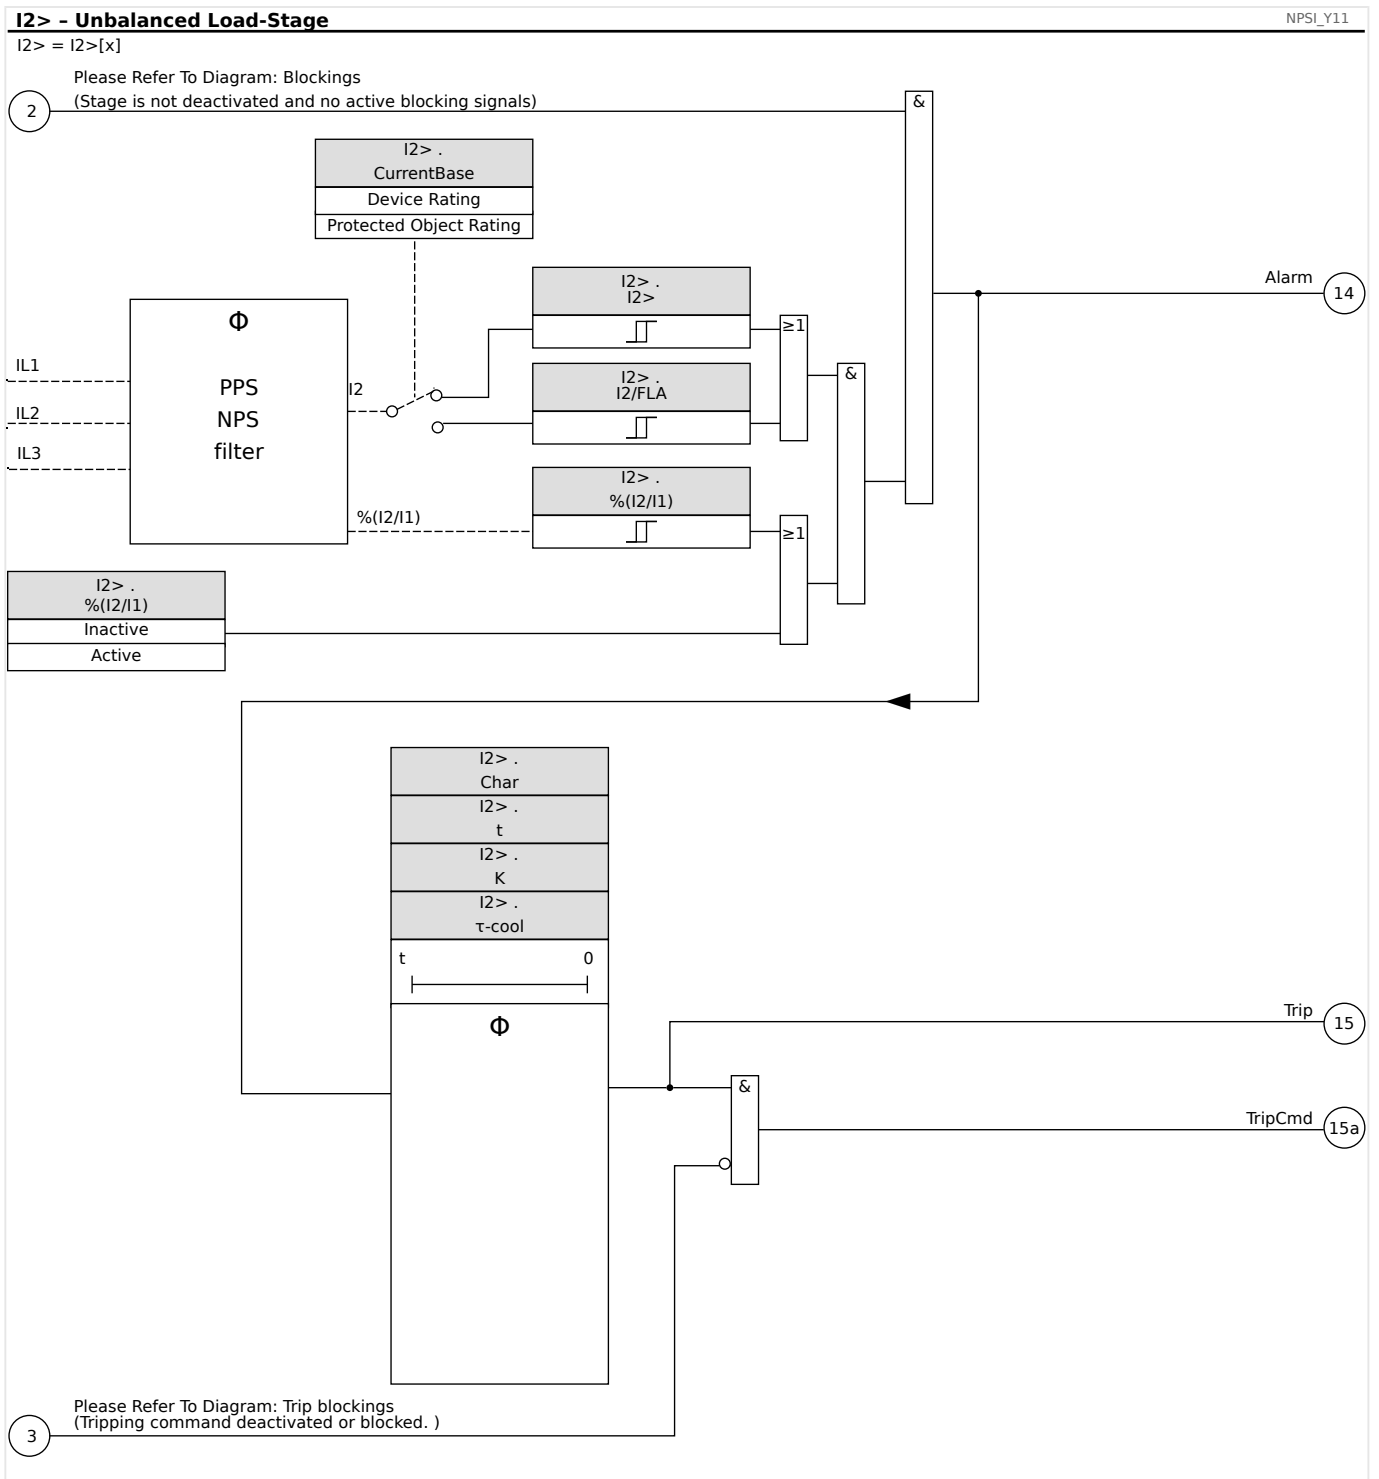 I2> – Unbalanced Load-Stage
NPSI_Y11
I2> = I2>[x]
Please Refer To Diagram: Blockings
(Stage is not deactivated and no active blocking signals)
2
&
I2> .
CurrentBase
Device Rating
Protected Object Rating
I2> .
I2>
Alarm
14
Φ
PPS
NPS
filter
IL1
IL2
IL3
I2
≥1
I2> .
I2/FLA
&
I2> .
%(I2/I1)
%(I2/I1)
≥1
I2> .
%(I2/I1)
Inactive
Active
I2> .
Char
I2> .
t
I2> .
K
I2> .
τ-cool
t 0
Φ
Trip
15
&
TripCmd
15a
Please Refer To Diagram: Trip blockings
(Tripping command deactivated or blocked. )
3